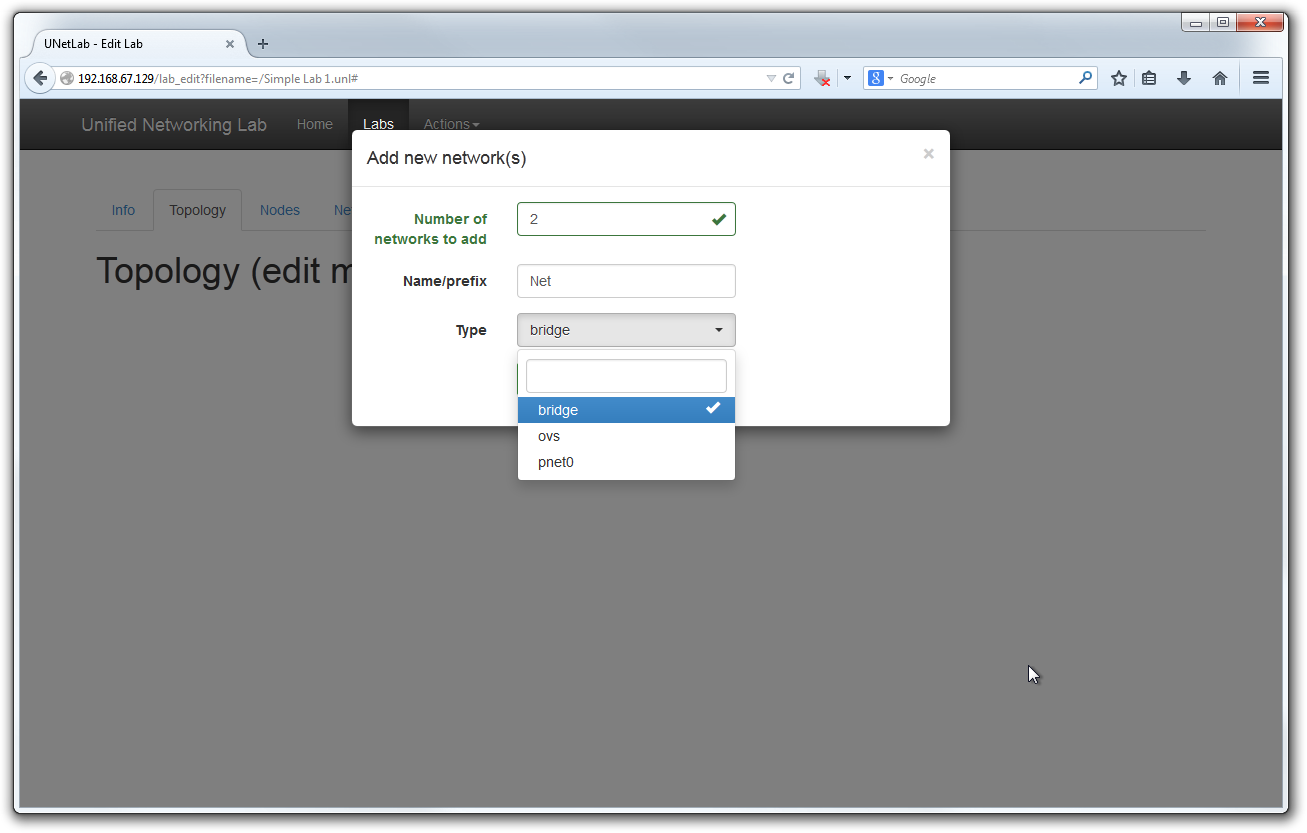 UNetLab - Edit Lab
192.168.67.129/lab_edit?filename=/Simple Lab 1.unl#
8
Google
Unified Networking Lab
Home
Labs
Actions
Add new network(s)
Info
Topology
Nodes
Ne
Number of
networks to add
2
Topology (edit m
Name/prefix
Net
Type
bridge
bridge
ovs
pnet0